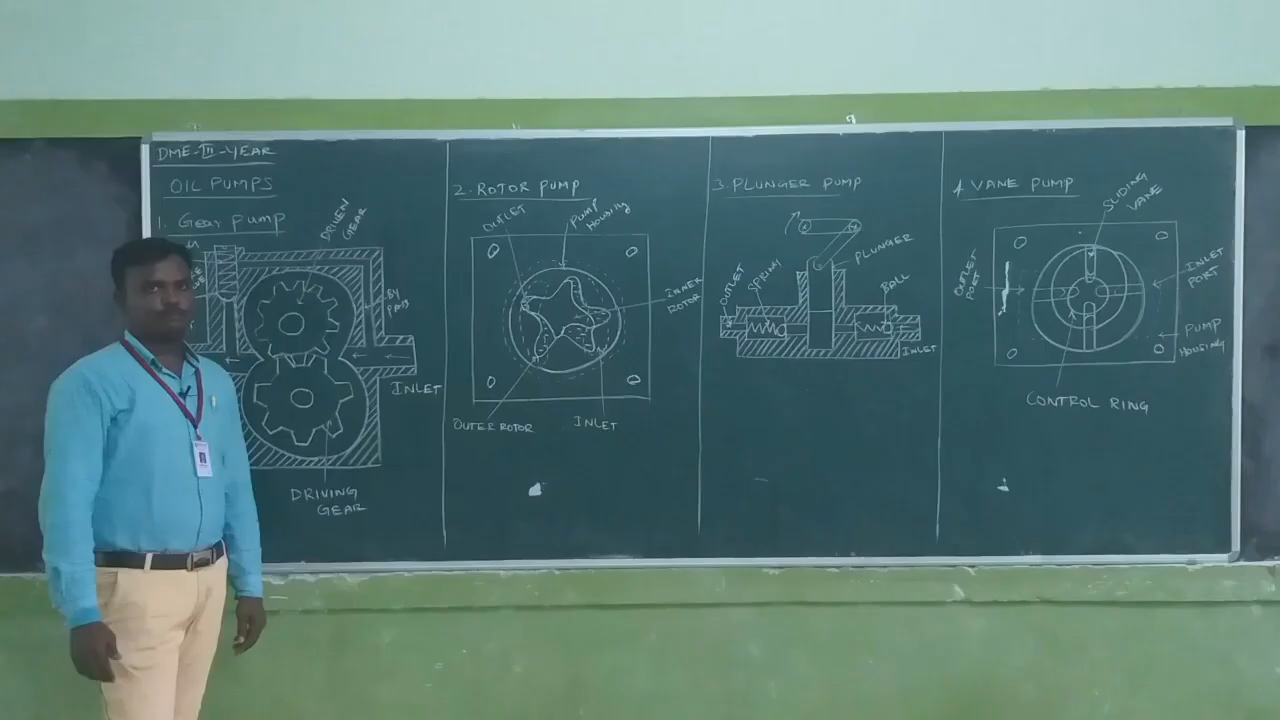 DME-III-YEAR
OIL PUMPS
1. Gear pump
DRIVEN
GEAR
BY
PASS
INLET
DRIVING
GEAR
2. ROTOR PUMP
OUTLET
PUMP
HOUSING
INNER
ROTOR
OUTER ROTOR
INLET
3. PLUNGER PUMP
PLUNGER
OUTLET
SPRING
BALL
INLET
4 VANE PUMP
SLIDING
VANE
OUTLET
PORT
INLET
PORT
PUMP
HOUSING
CONTROL RING